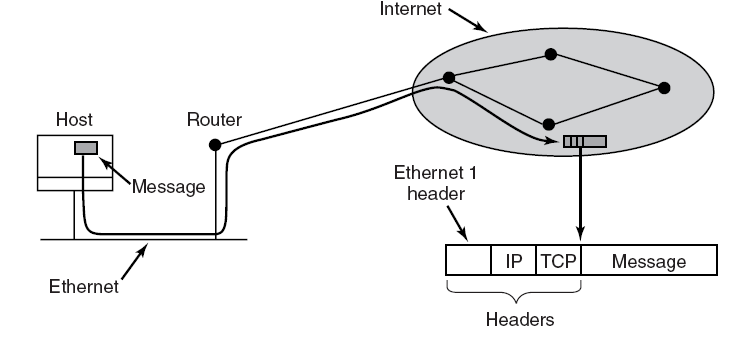 Internet
Host
Router
Message
Ethernet 1
header
Ethernet
IP
TCP
Message
Headers